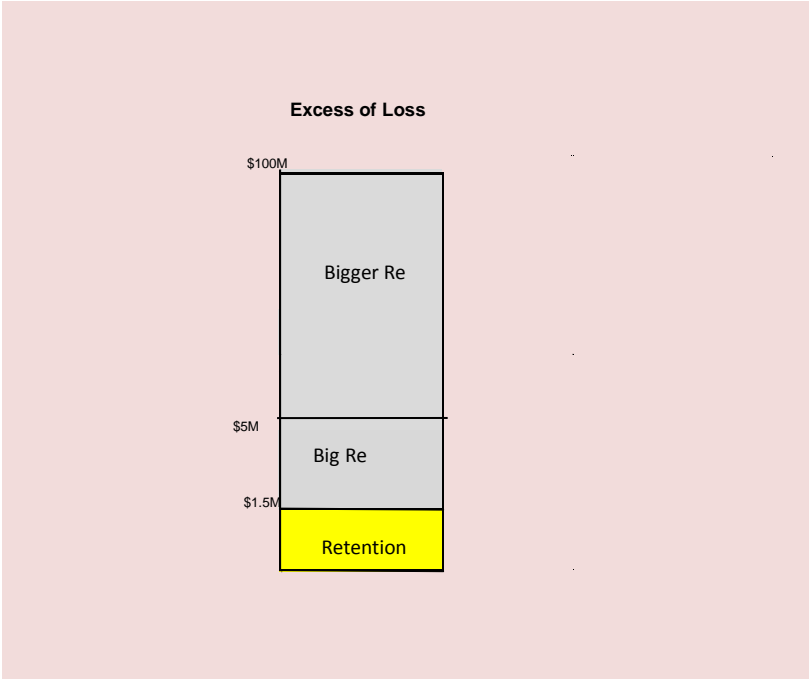 Excess of Loss
$100M
Bigger Re
$5M
Big Re
$1.5M
Retention